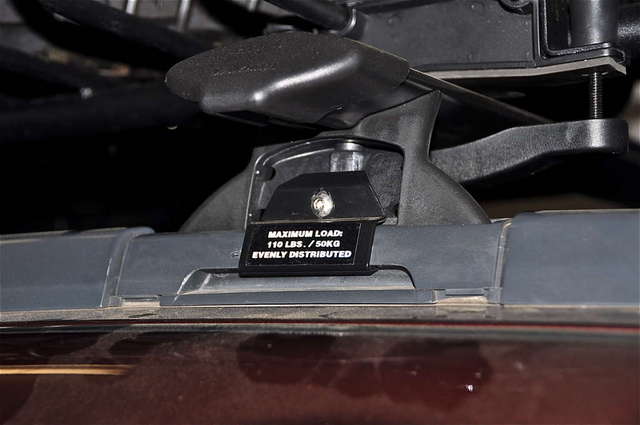 MAXIMUM LOAD:
110 LBS. / 50KG
EVENLY DISTRIBUTED